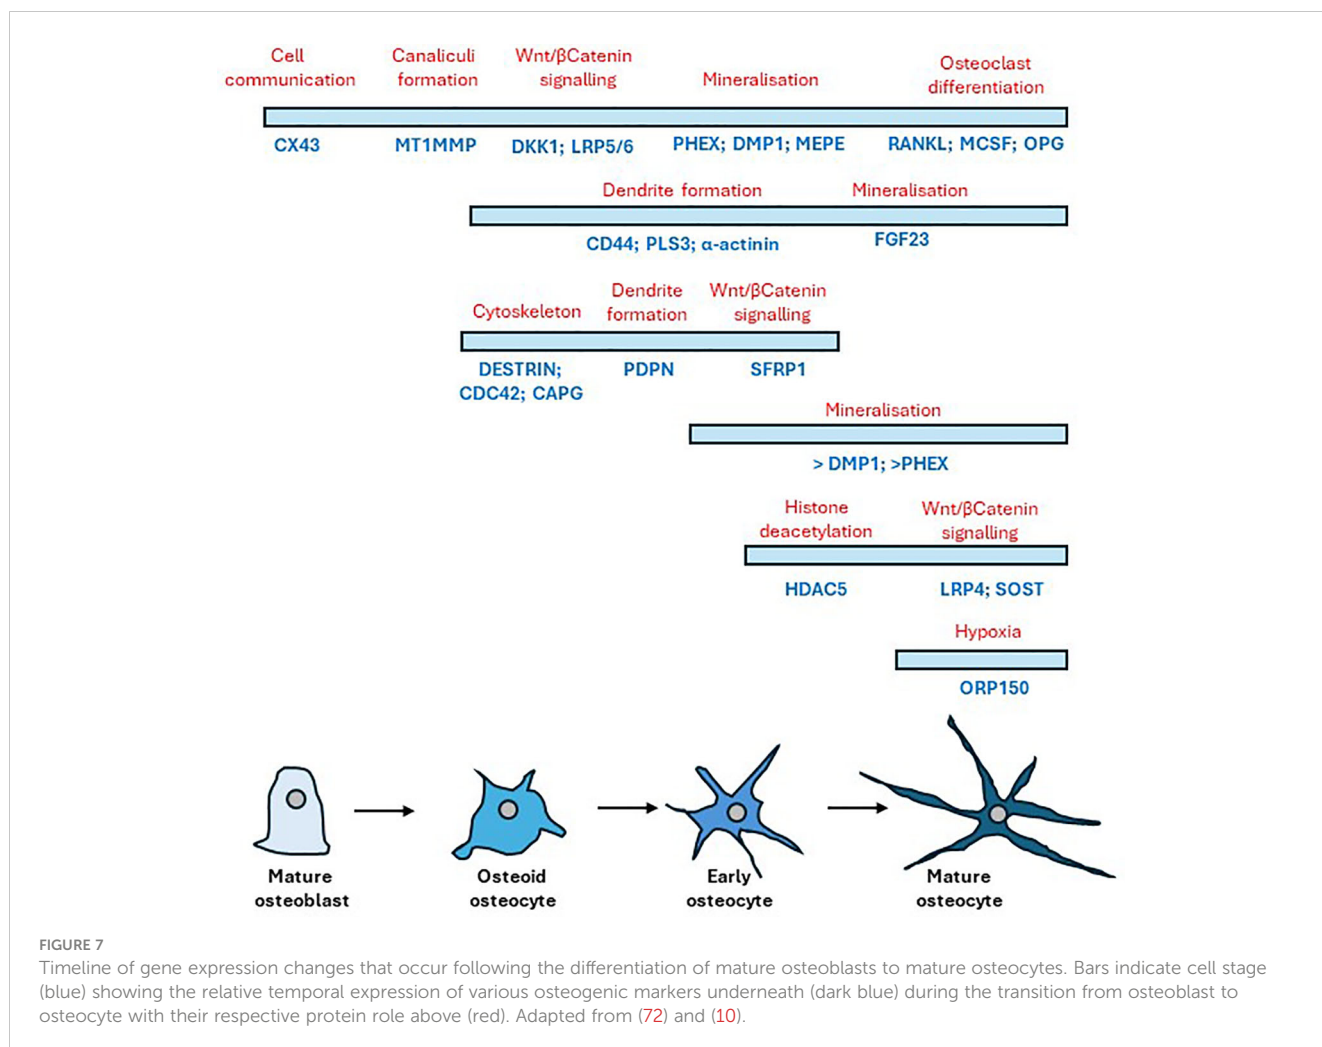 Cell communication
Canaliculi formation
Wnt/βCatenin signalling
Mineralisation
Osteoclast differentiation
CX43
MT1MMP
DKK1; LRP5/6
PHEX; DMP1; MEPE
RANKL; MCSF; OPG
Dendrite formation
Mineralisation
CD44; PLS3; α-actinin
FGF23
Cytoskeleton
Dendrite formation
Wnt/βCatenin signalling
DESTRIN;
CDC42; CAPG
PDPN
SFRP1
Mineralisation
> DMP1; >PHEX
Histone deacetylation
Wnt/βCatenin signalling
HDAC5
LRP4; SOST
Hypoxia
ORP150
Mature osteoblast
Osteoid osteocyte
Early osteocyte
Mature osteocyte
FIGURE 7
Timeline of gene expression changes that occur following the differentiation of mature osteoblasts to mature osteocytes. Bars indicate cell stage
(blue) showing the relative temporal expression of various osteogenic markers underneath (dark blue) during the transition from osteoblast to
osteocyte with their respective protein role above (red). Adapted from (72) and (10).